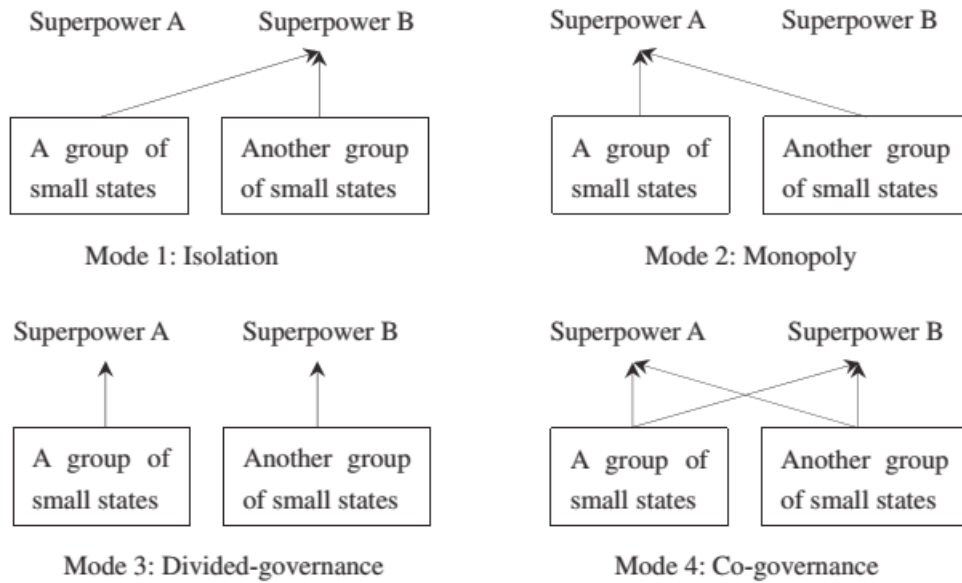 Superpower A Superpower B
A group of
small states
Another group
of small states
Mode 1: Isolation
Superpower A Superpower B
A group of
small states
Another group
of small states
Mode 2: Monopoly
Superpower A Superpower B
A group of
small states
Another group
of small states
Mode 3: Divided-governance
Superpower A Superpower B
A group of
small states
Another group
of small states
Mode 4: Co-governance